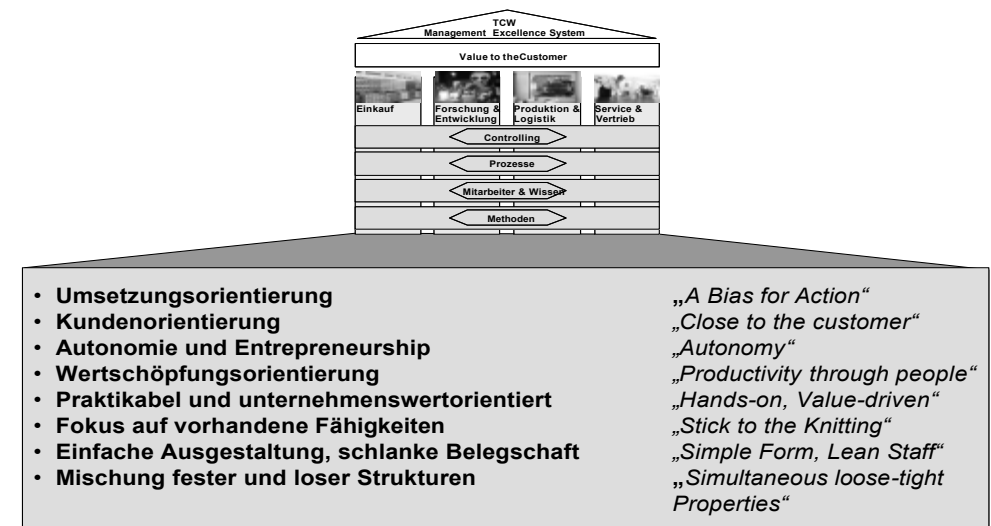 TCW
Management Excellence System
Value to theCustomer
Einkauf
Forschung &
Entwicklung
Produktion &
Logistik
Service &
Vertrieb
Controlling
Prozesse
Mitarbeiter & Wissen
Methoden
• Umsetzungsorientierung „A Bias for Action“
• Kundenorientierung „Close to the customer“
• Autonomie und Entrepreneurship „Autonomy“
• Wertschöpfungsorientierung „Productivity through people“
• Praktikabel und unternehmenswertorientiert „Hands-on, Value-driven“
• Fokus auf vorhandene Fähigkeiten „Stick to the Knitting“
• Einfache Ausgestaltung, schlanke Belegschaft „Simple Form, Lean Staff“
• Mischung fester und loser Strukturen „Simultaneous loose-tight
Properties“